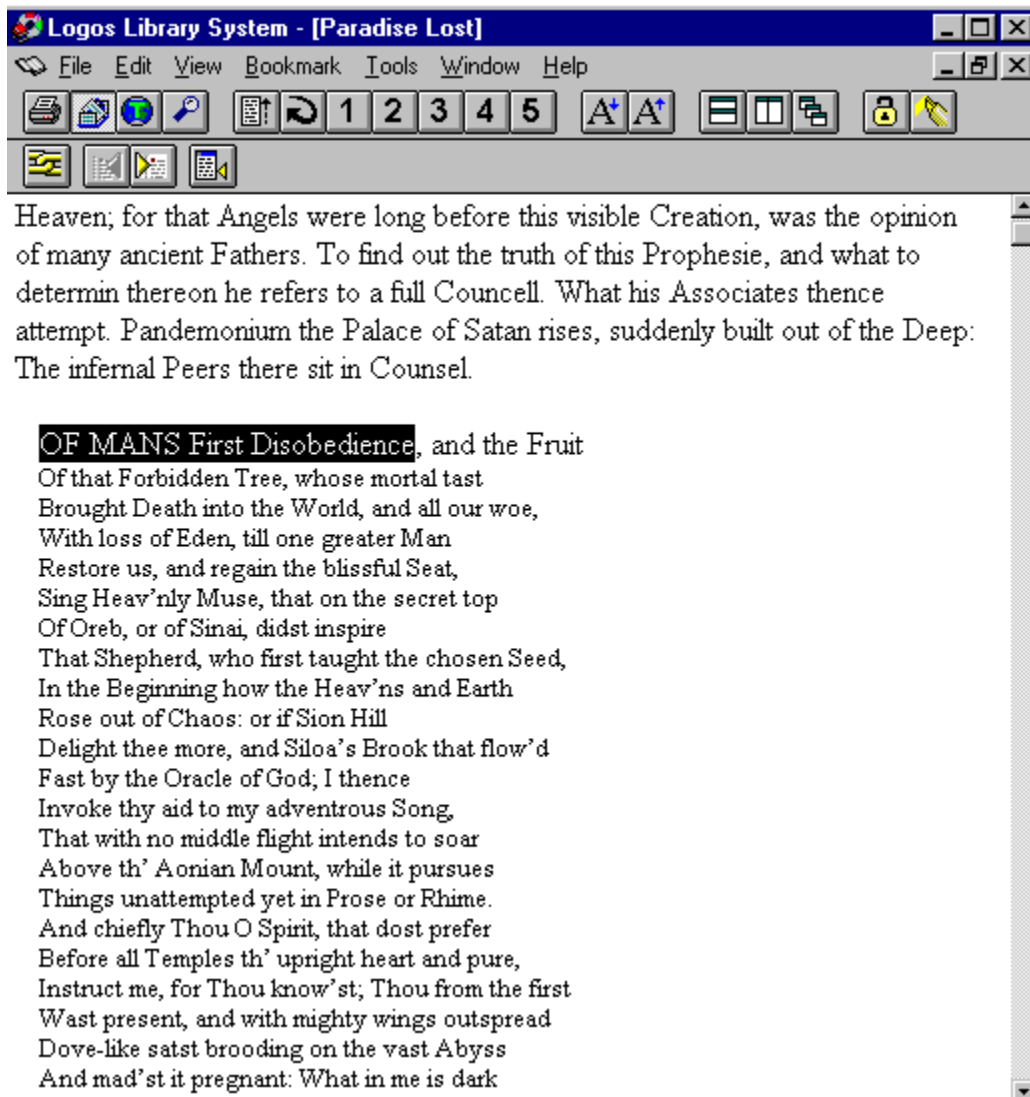 Logos Library System - [Paradise Lost]
File Edit View Bookmark Tools Window Help
1 2 3 4 5 A A
Heaven; for that Angels were long before this visible Creation, was the opinion
of many ancient Fathers. To find out the truth of this Prophesie, and what to
determin thereon he refers to a full Councell. What his Associates thence
attempt. Pandemonium the Palace of Satan rises, suddenly built out of the Deep:
The infernal Peers there sit in Counsel.
OF MANS First Disobedience, and the Fruit
Of that Forbidden Tree, whose mortal tast
Brought Death into the World, and all our woe,
With loss of Eden, till one greater Man
Restore us, and regain the blissful Seat,
Sing Heav'nly Muse, that on the secret top
Of Oreb, or of Sinai, didst inspire
That Shepherd, who first taught the chosen Seed,
In the Beginning how the Heav'ns and Earth
Rose out of Chaos: or if Sion Hill
Delight thee more, and Siloa's Brook that flow'd
Fast by the Oracle of God; I thence
Invoke thy aid to my adventrous Song,
That with no middle flight intends to soar
Above th' Aonian Mount, while it pursues
Things unattempted yet in Prose or Rhime.
And chiefly Thou O Spirit, that dost prefer
Before all Temples th' upright heart and pure,
Instruct me, for Thou know'st; Thou from the first
Wast present, and with mighty wings outspread
Dove-like satst brooding on the vast Abyss
And mad'st it pregnant: What in me is dark